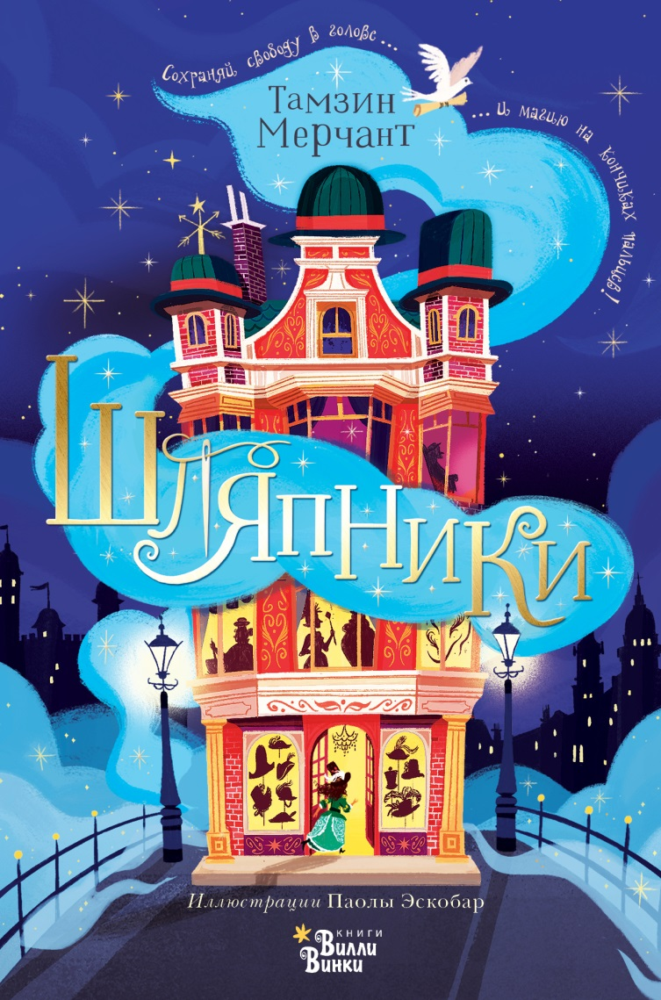 Сохраняй свободу в голове...
...и магию на кончиках пальцев!
Тамзин
Мерчант
Шляпники
Иллюстрации Паолы Эскобар
КНИГИ
Вилли
Винки